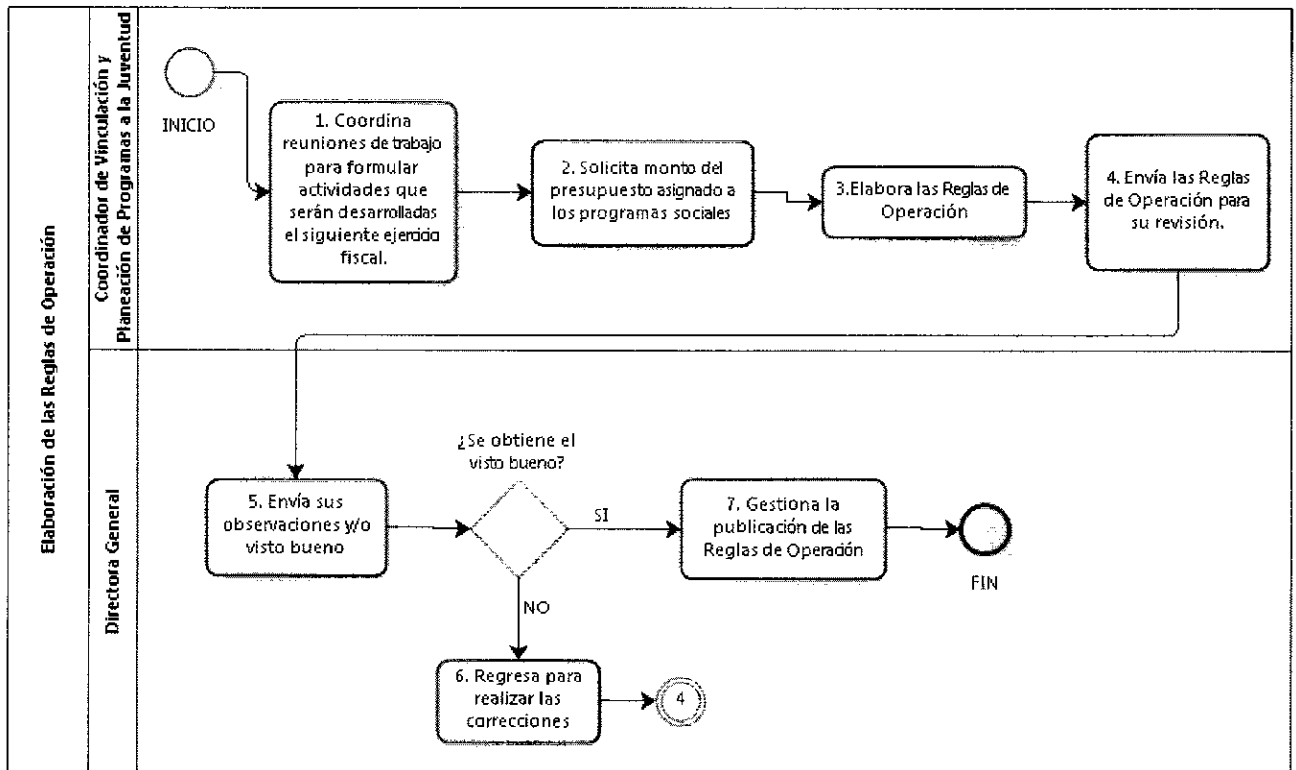 Elaboración de las Reglas de Operación
Coordinador de Vinculación y
Planeación de Programas a la Juventud
INICIO
1. Coordina
reuniones de trabajo
para formular
actividades que
serán desarrolladas
el siguiente ejercicio
fiscal.
2. Solicita monto del
presupuesto asignado a
los programas sociales
3.Elabora las Reglas de
Operación
4. Envía las Reglas
de Operación para
su revisión.
Directora General
5. Envía sus
observaciones y/o
visto bueno
¿Se obtiene el
visto bueno?
SI
NO
7. Gestiona la
publicación de las
Reglas de Operación
FIN
6. Regresa para
realizar las
correcciones
4